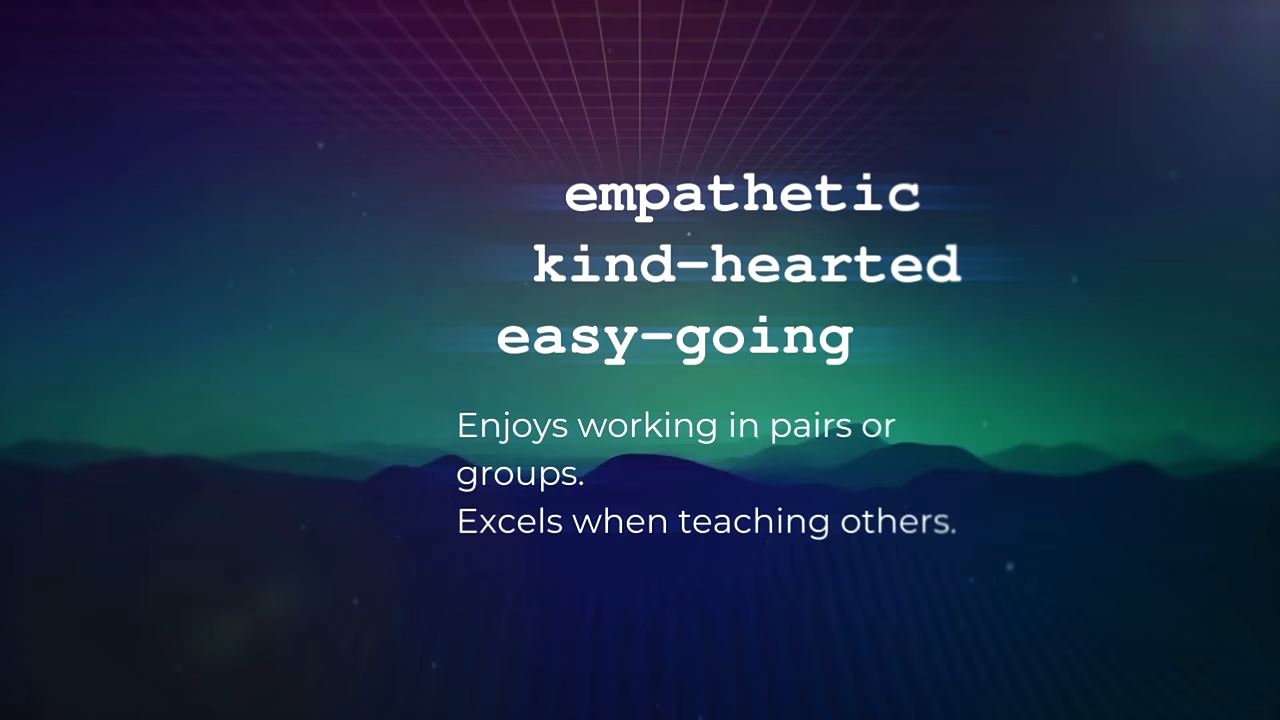 empathetic
kind-hearted
easy-going
Enjoys working in pairs or
groups.
Excels when teaching others.